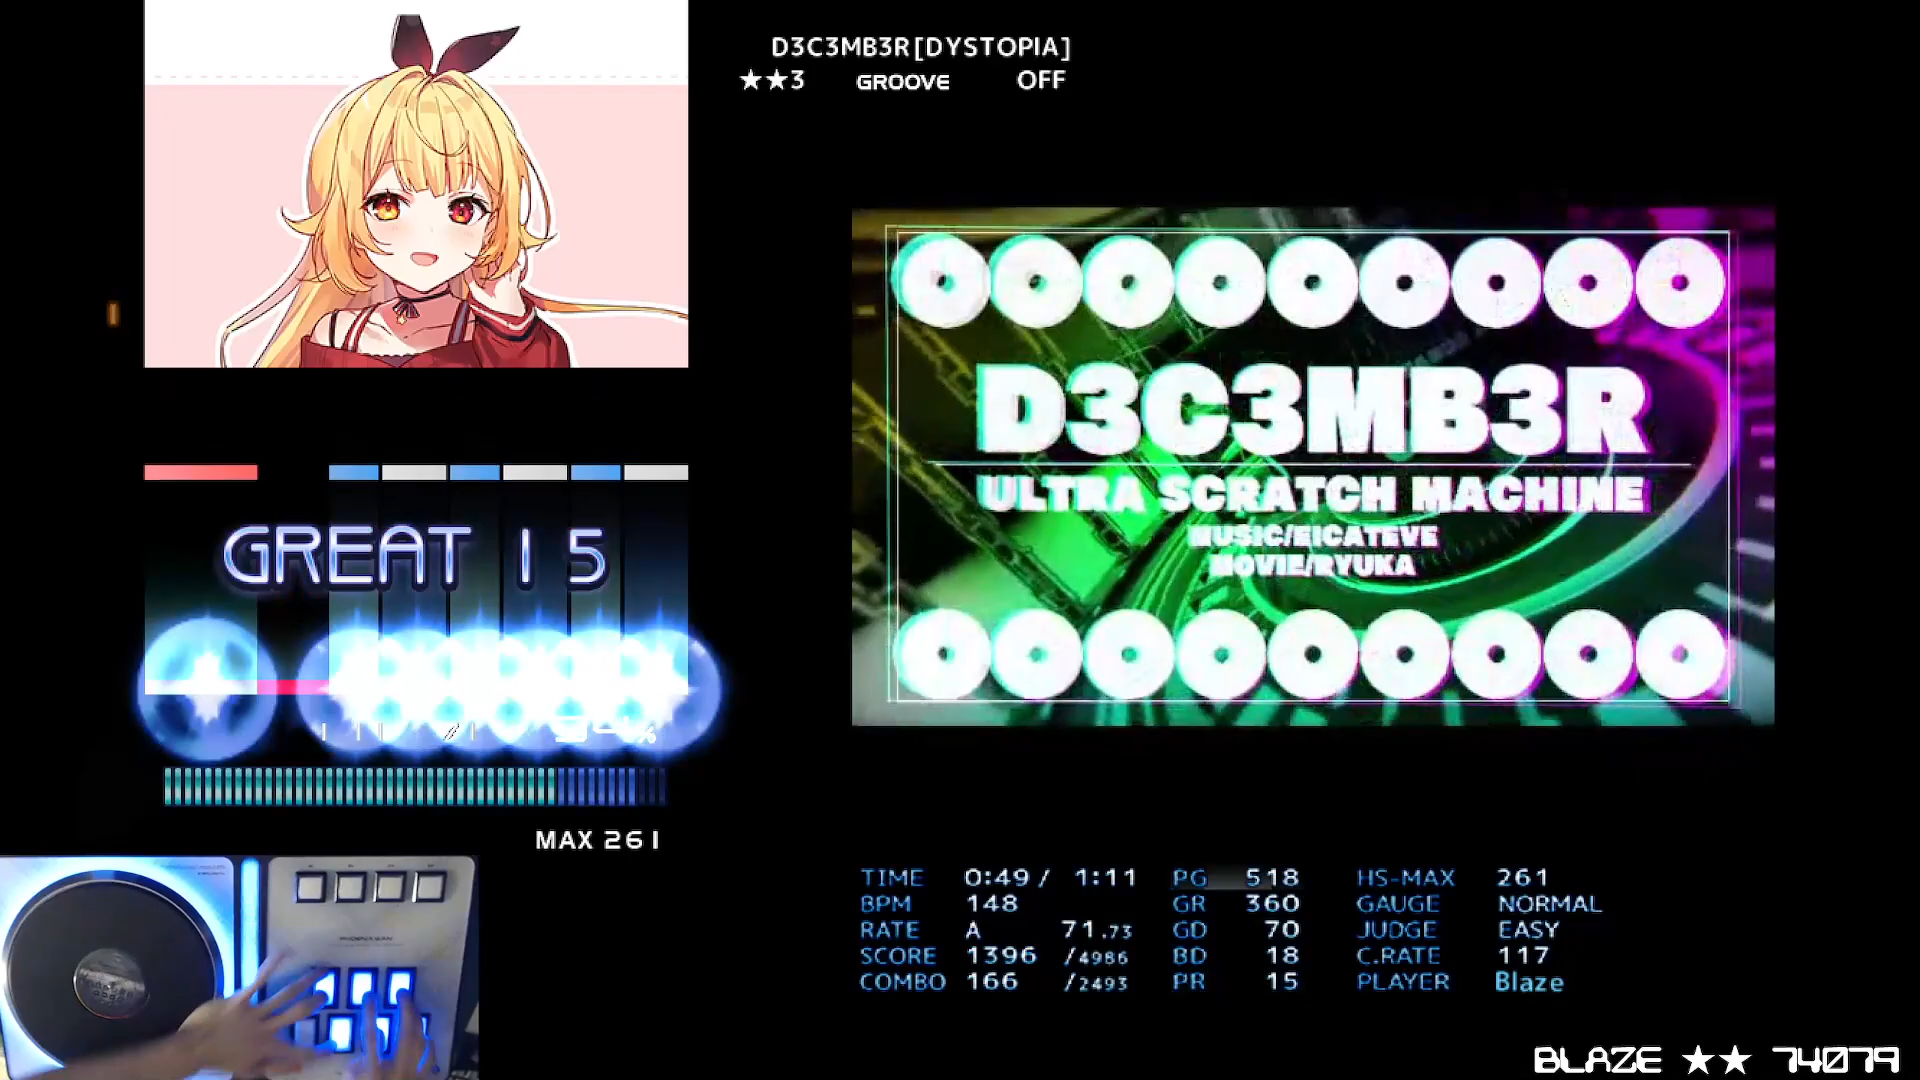 D3C3MB3R[DYSTOPIA]
★★3 GROOVE OFF
D3C3MB3R
ULTRA SCRATCH MACHINE
MUSIC/EICATEVE
MOVIE/RYUKA
GREAT 15
MAX 261
TIME 0:49 / 1:11 PG 518 HS-MAX 261
BPM 148 GR 360 GAUGE NORMAL
RATE A 71.73 GD 70 JUDGE EASY
SCORE 1396 /4986 BD 18 C.RATE 117
COMBO 166 /2493 PR 15 PLAYER Blaze
BLAZE ★★ 74079